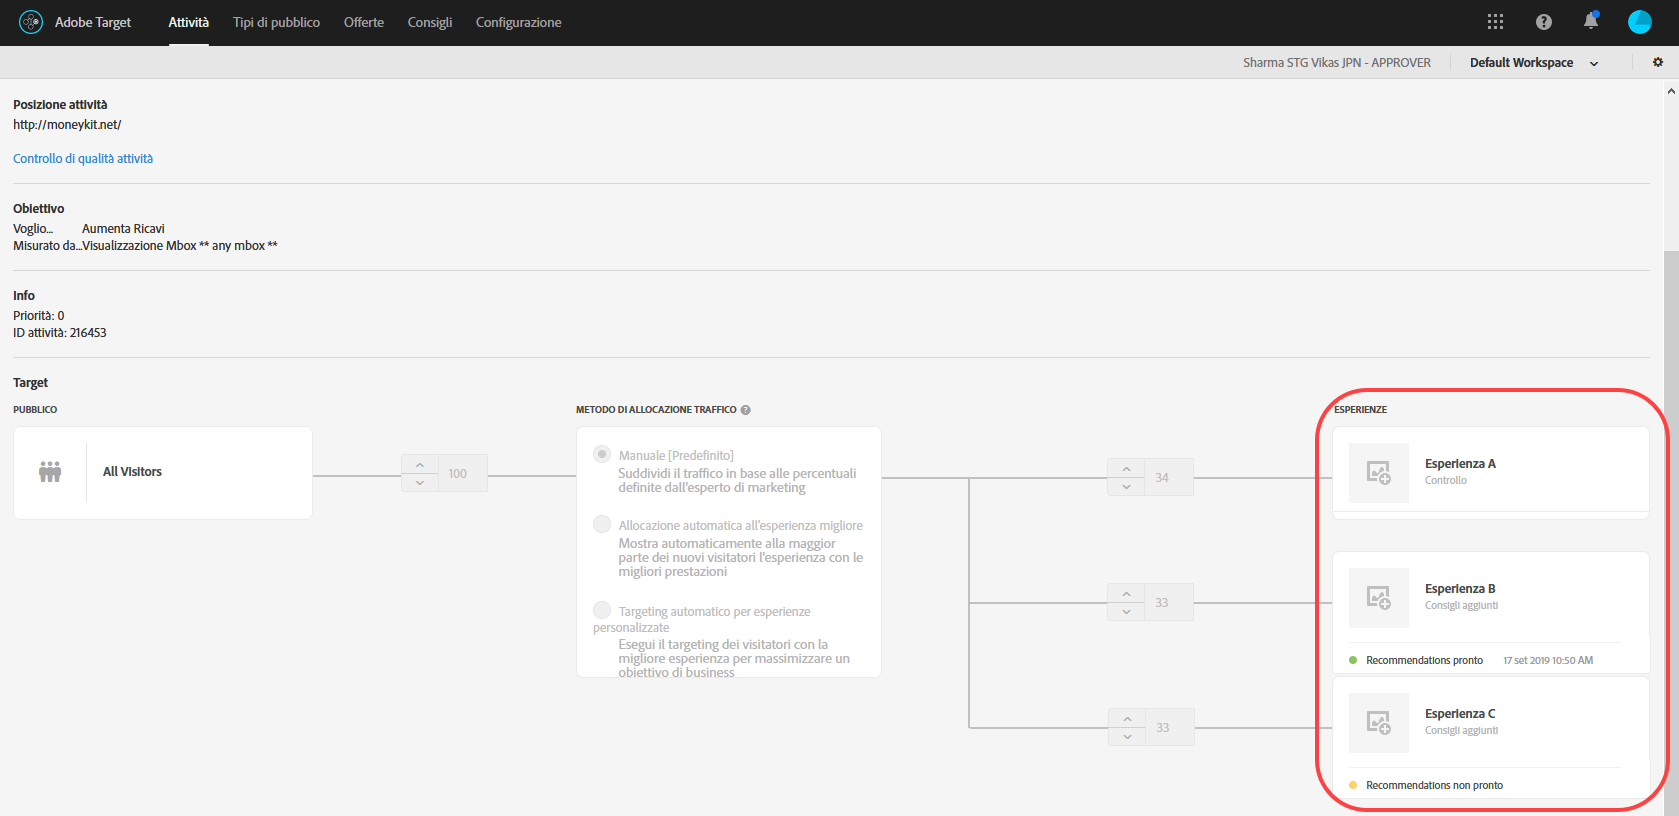 Adobe Target
Attività
Tipi di pubblico
Offerte
Consigli
Configurazione
Sharma STG Vikas JPN - APPROVER
Default Workspace
Posizione attività
http://moneykit.net/
Controllo di qualità attività
Obiettivo
Voglio... Aumenta Ricavi
Misurato da...Visualizzazione Mbox ** any mbox **
Info
Priorità: 0
ID attività: 216453
Target
PUBBLICO
All Visitors
100
METODO DI ALLOCAZIONE TRAFFICO
Manuale [Predefinito]
Suddividi il traffico in base alle percentuali
definite dall'esperto di marketing
Allocazione automatica all'esperienza migliore
Mostra automaticamente alla maggior
parte dei nuovi visitatori l'esperienza con le
migliori prestazioni
Targeting automatico per esperienze
personalizzate
Esegui il targeting dei visitatori con la
migliore esperienza per massimizzare un
obiettivo di business
34
33
33
ESPERIENZE
Esperienza A
Controllo
Esperienza B
Consigli aggiunti
Recommendations pronto 17 set 2019 10:50 AM
Esperienza C
Consigli aggiunti
Recommendations non pronto